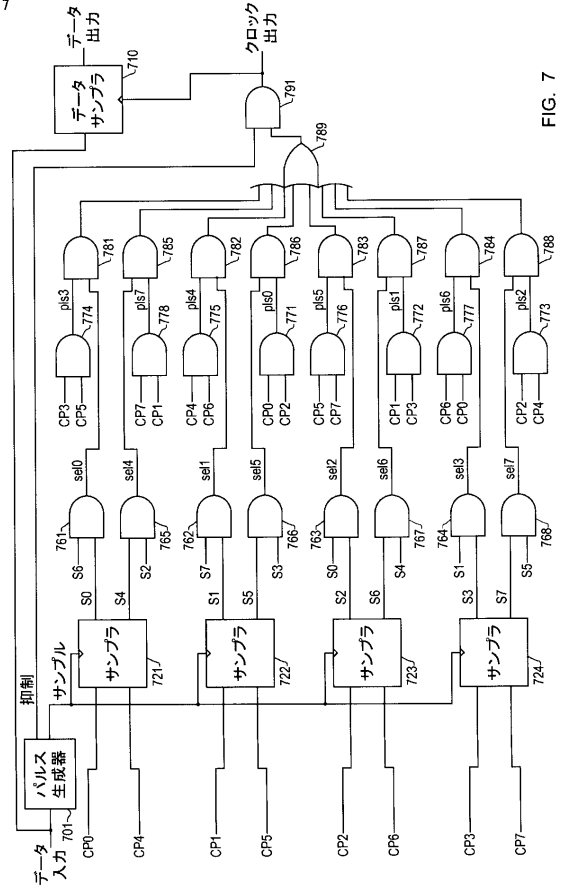 7
データ
入力
701
パルス
生成器
抑制
サンプル
データ
サンプラ
710
データ
出力
クロック
出力
791
789
CP0
CP4
サンプラ
721
S0
S4
S6
S2
761
765
sel0
sel4
CP3
CP5
774
pls3
781
CP7
CP1
778
pls7
785
CP1
CP5
サンプラ
722
S1
S5
S7
S3
762
766
sel1
sel5
CP4
CP6
775
pls4
782
CP0
CP2
771
pls0
786
CP2
CP6
サンプラ
723
S2
S6
S0
S4
763
767
sel2
sel6
CP5
CP7
776
pls5
783
CP1
CP3
772
pls1
787
CP3
CP7
サンプラ
724
S3
S7
S1
S5
764
768
sel3
sel7
CP6
CP0
777
pls6
784
CP2
CP4
773
pls2
788
FIG. 7